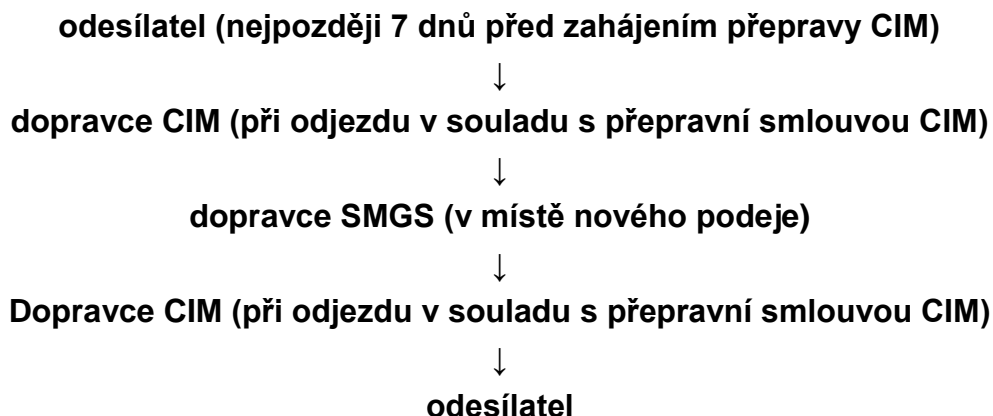 odesílatel (nejpozději 7 dnů před zahájením přepravy CIM)
↓
dopravce CIM (při odjezdu v souladu s přepravní smlouvou CIM)
↓
dopravce SMGS (v místě nového podeje)
↓
Dopravce CIM (při odjezdu v souladu s přepravní smlouvou CIM)
↓
odesílatel